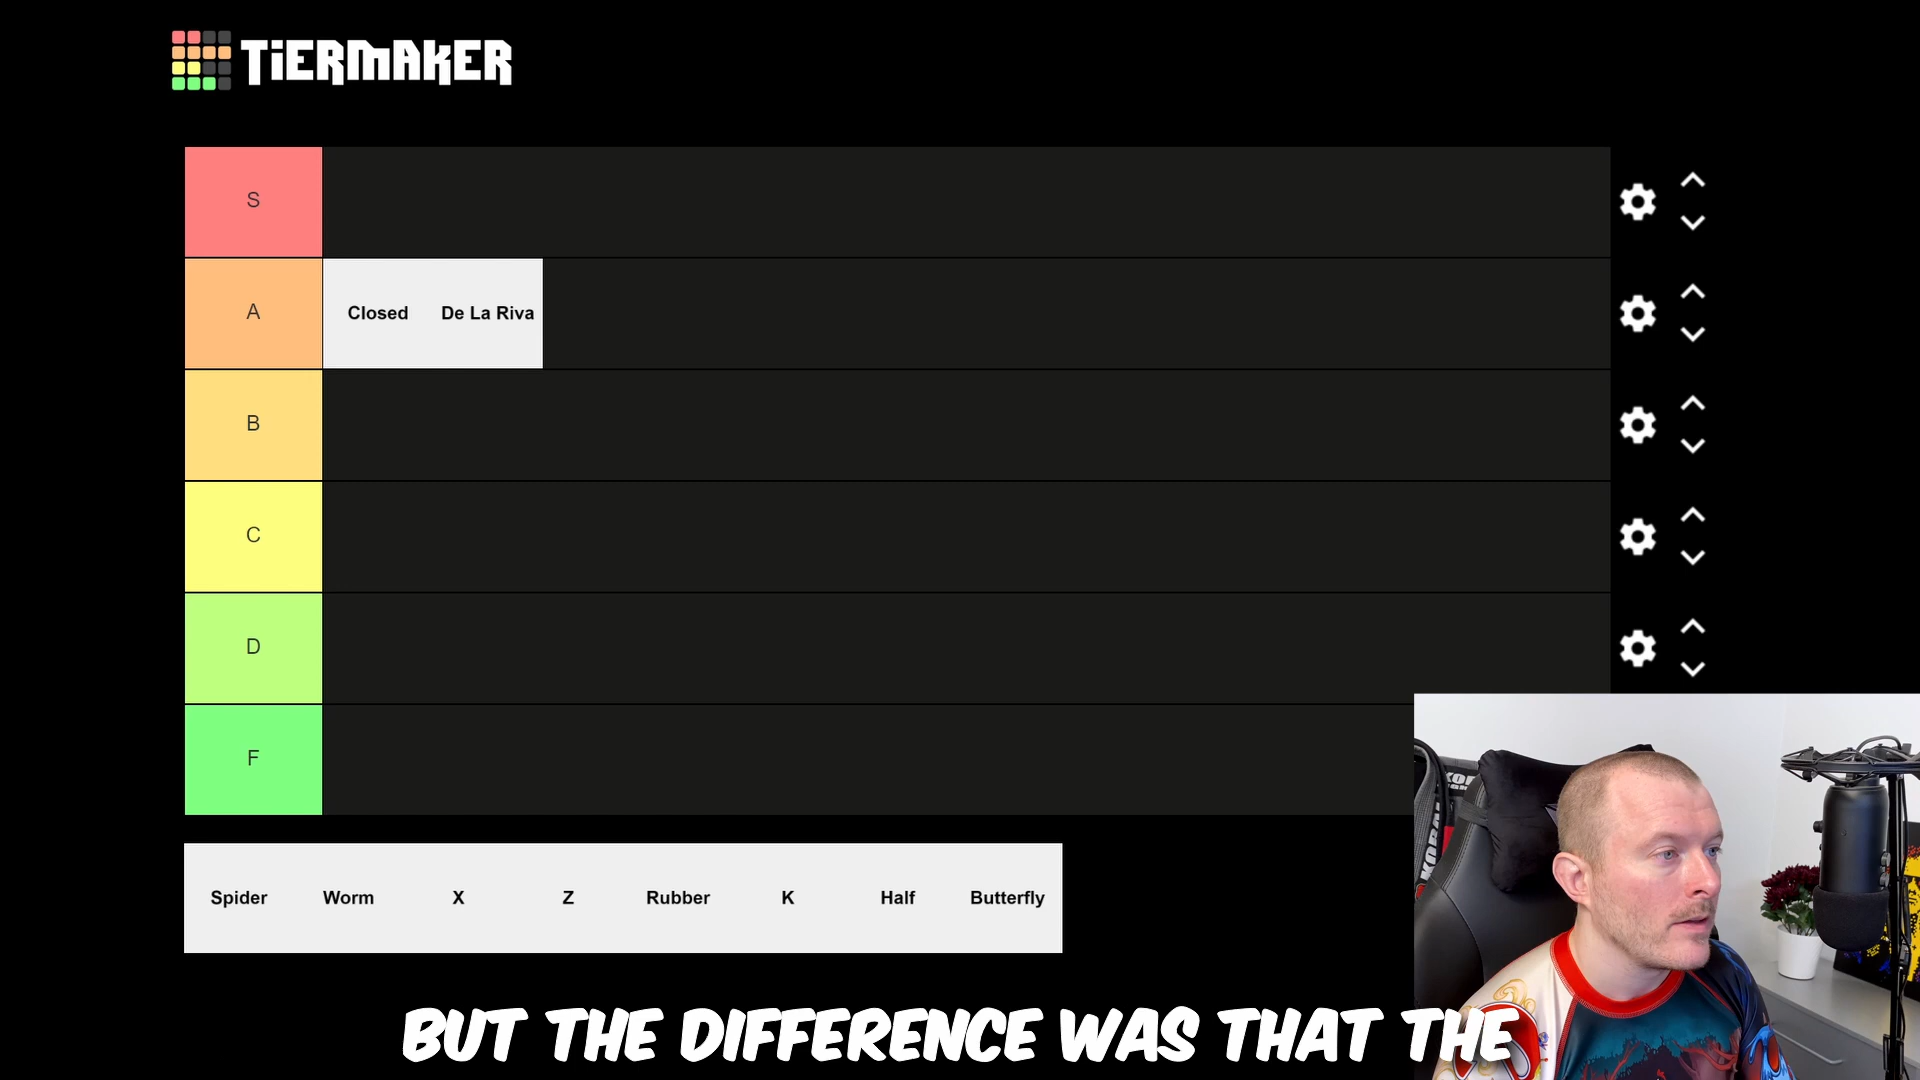 TiERMAKER
S
A
Closed
De La Riva
B
C
D
F
Spider
Worm
X
Z
Rubber
K
Half
Butterfly
BUT THE DIFFERENCE WAS THAT THE